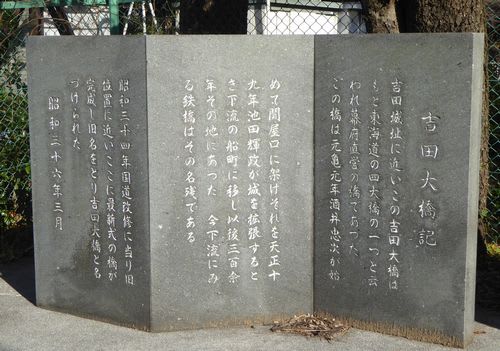 吉田大橋記
吉田城址に近いこの吉田大橋は
もと東海道の四大橋の一つと云
われ幕府直営の橋であった
この橋は元亀元年酒井忠次が始
めて関屋口に架けそれを天正十
九年池田輝政が城を拡張すると
き下流の船町に移し以後三百余
年その地にあった 今下流にみ
る鉄橋はその名残である
昭和三十四年国道改修に当り旧
位置に近いここに最新式の橋が
完成し旧名をとり吉田大橋と名
づけられた
昭和三十六年三月